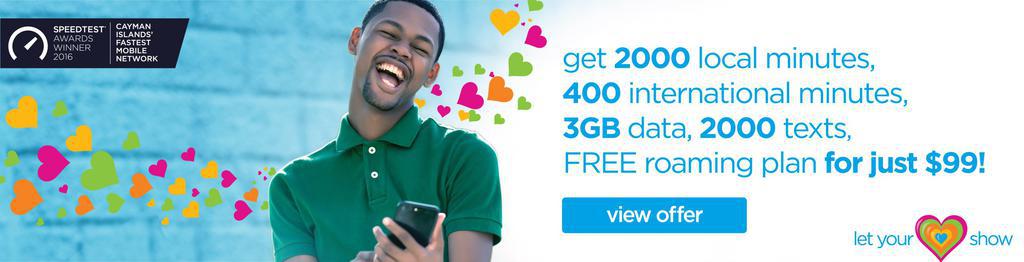 SPEEDTEST®
AWARDS
WINNER
2016
CAYMAN
ISLANDS'
FASTEST
MOBILE
NETWORK
get 2000 local minutes,
400 international minutes,
3GB data, 2000 texts,
FREE roaming plan for just $99!
view offer
let your show